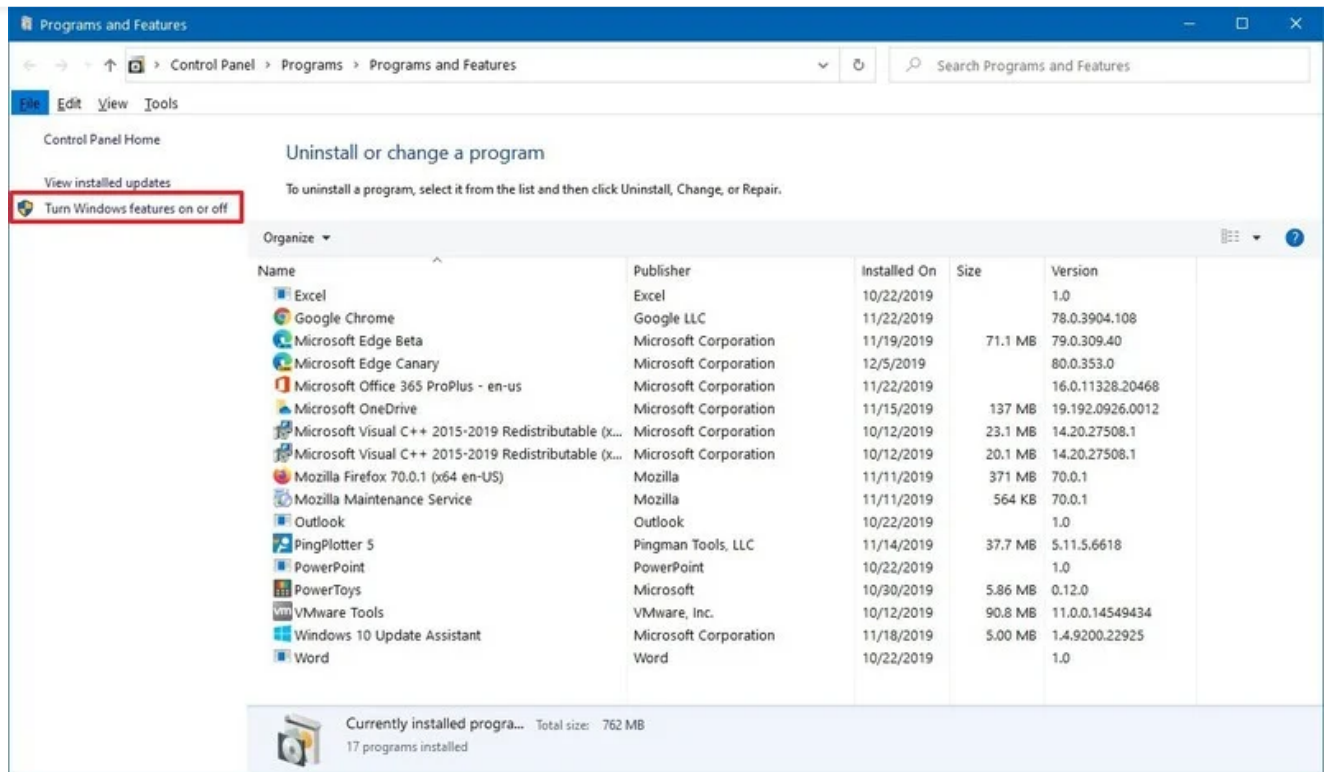 Programs and Features
Control Panel > Programs > Programs and Features
Search Programs and Features
File Edit View Tools
Control Panel Home
View installed updates
Turn Windows features on or off
Uninstall or change a program
To uninstall a program, select it from the list and then click Uninstall, Change, or Repair.
Organize
Name Publisher Installed On Size Version
Excel Excel 10/22/2019 1.0
Google Chrome Google LLC 11/22/2019 78.0.3904.108
Microsoft Edge Beta Microsoft Corporation 11/19/2019 71.1 MB 79.0.309.40
Microsoft Edge Canary Microsoft Corporation 12/5/2019 80.0.353.0
Microsoft Office 365 ProPlus - en-us Microsoft Corporation 11/22/2019 16.0.11328.20468
Microsoft OneDrive Microsoft Corporation 11/15/2019 137 MB 19.192.0926.0012
Microsoft Visual C++ 2015-2019 Redistributable (x... Microsoft Corporation 10/12/2019 23.1 MB 14.20.27508.1
Microsoft Visual C++ 2015-2019 Redistributable (x... Microsoft Corporation 10/12/2019 20.1 MB 14.20.27508.1
Mozilla Firefox 70.0.1 (x64 en-US) Mozilla 11/11/2019 371 MB 70.0.1
Mozilla Maintenance Service Mozilla 11/11/2019 564 KB 70.0.1
Outlook Outlook 10/22/2019 1.0
PingPlotter 5 Pingman Tools, LLC 11/14/2019 37.7 MB 5.11.5.6618
PowerPoint PowerPoint 10/22/2019 1.0
PowerToys Microsoft 10/30/2019 5.86 MB 0.12.0
vm VMware Tools VMware, Inc. 10/12/2019 90.8 MB 11.0.0.14549434
Windows 10 Update Assistant Microsoft Corporation 11/18/2019 5.00 MB 1.4.9200.22925
Word Word 10/22/2019 1.0
Currently installed progra... Total size: 762 MB
17 programs installed